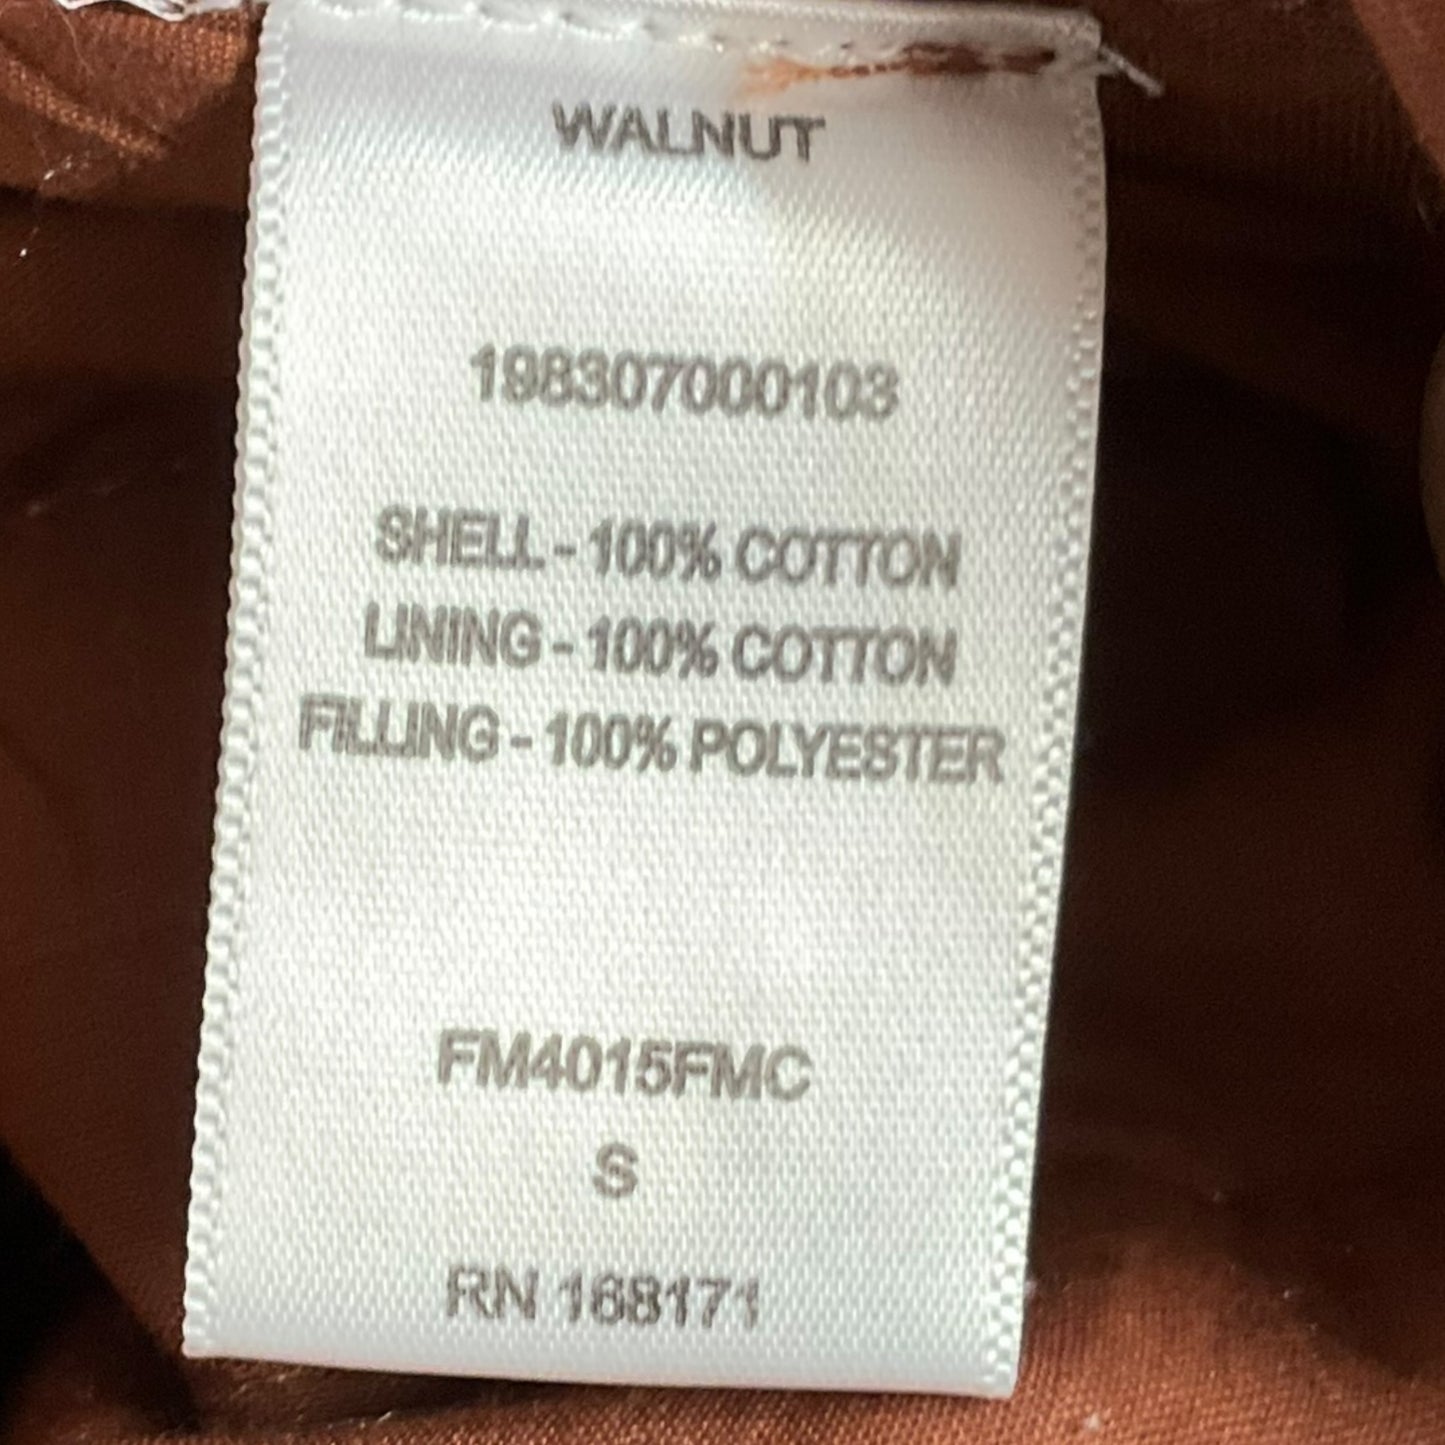 WALNUT
198307000103
SHELL - 100% COTTON
LINING - 100% COTTON
FILLING - 100% POLYESTER
FM4015FMC
S
RN 168171